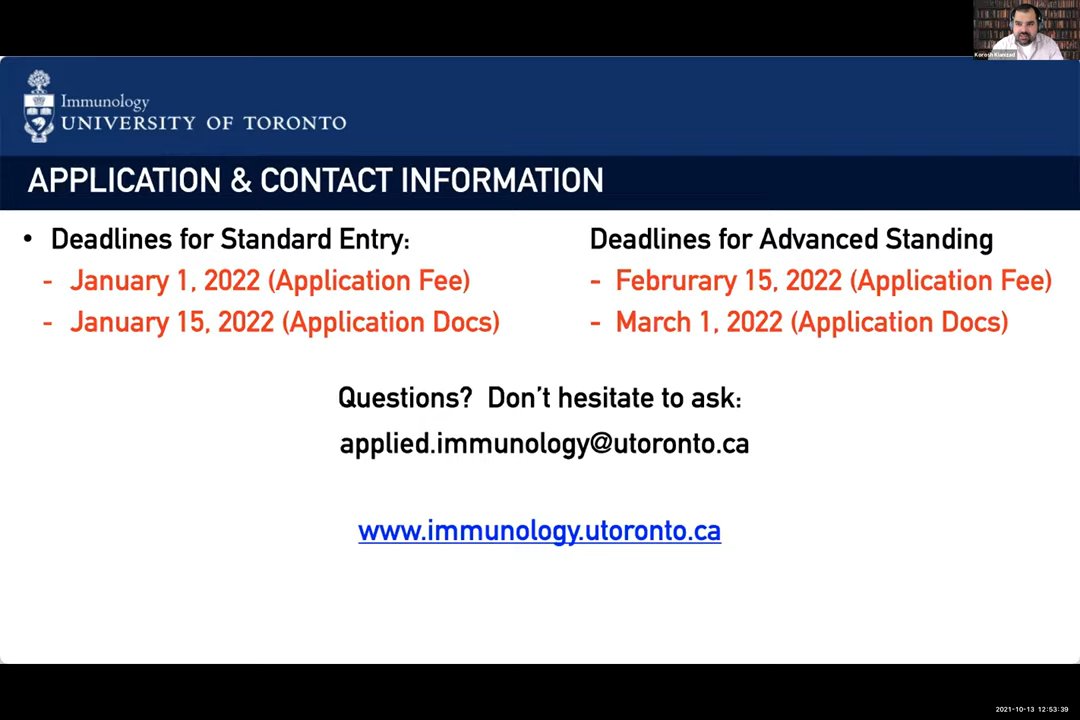 Korosh Kianzad
Immunology
UNIVERSITY OF TORONTO
APPLICATION & CONTACT INFORMATION
• Deadlines for Standard Entry:
- January 1, 2022 (Application Fee)
- January 15, 2022 (Application Docs)
Deadlines for Advanced Standing
- Februrary 15, 2022 (Application Fee)
- March 1, 2022 (Application Docs)
Questions? Don't hesitate to ask:
applied.immunology@utoronto.ca
www.immunology.utoronto.ca
2021-10-13 12:53:39